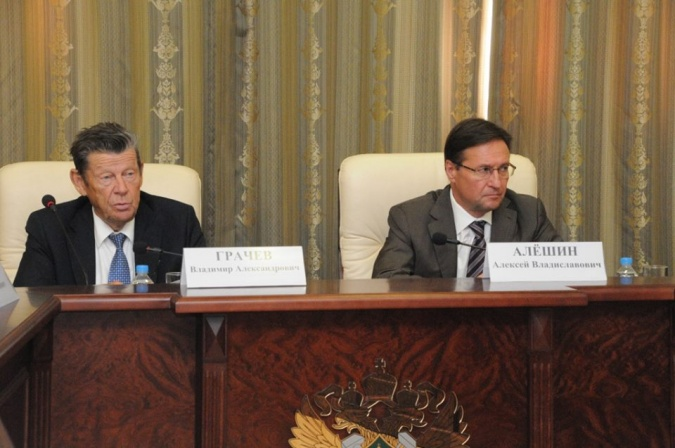 ГРАЧЕВ
Владимир Александрович
АЛЁШИН
Алексей Владиславович